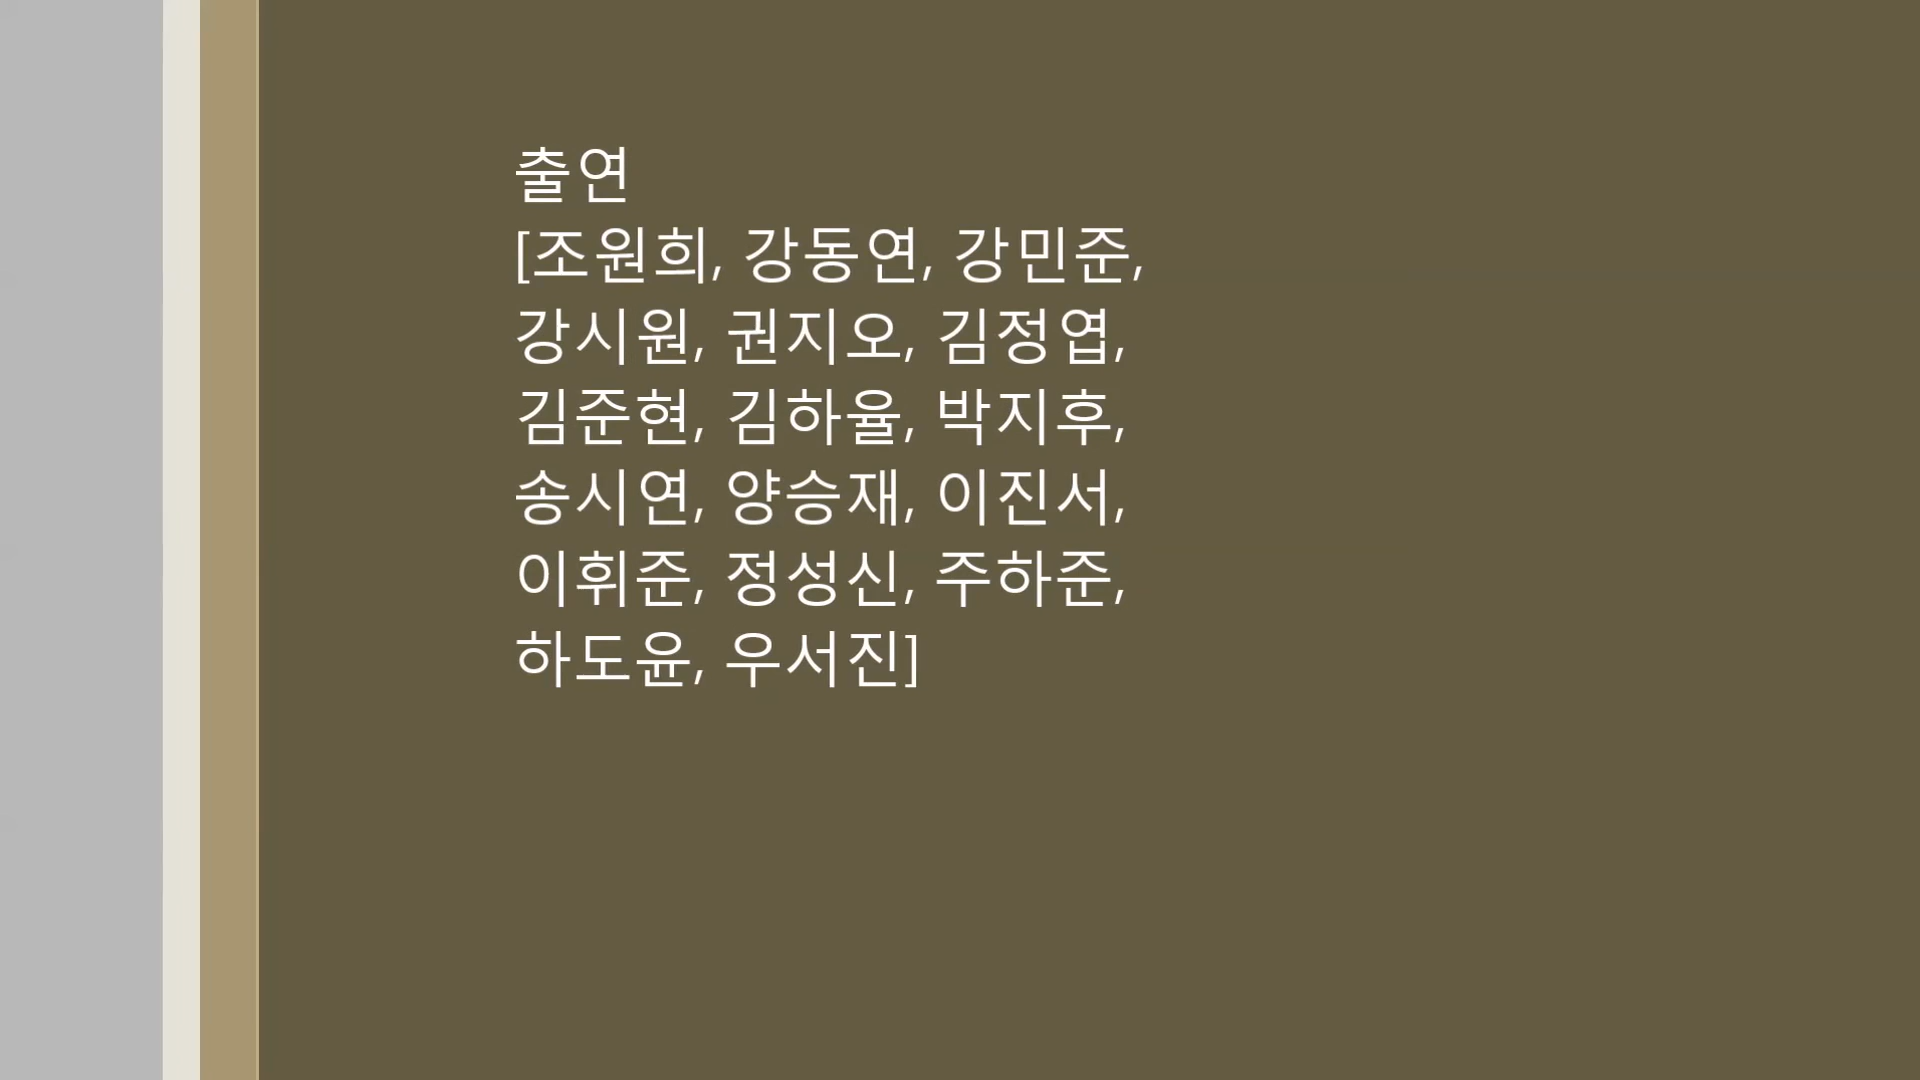 출연
[조원희, 강동연, 강민준,
강시원, 권지오, 김정엽,
김준현, 김하율, 박지후,
송시연, 양승재, 이진서,
이휘준, 정성신, 주하준,
하도윤, 우서진]